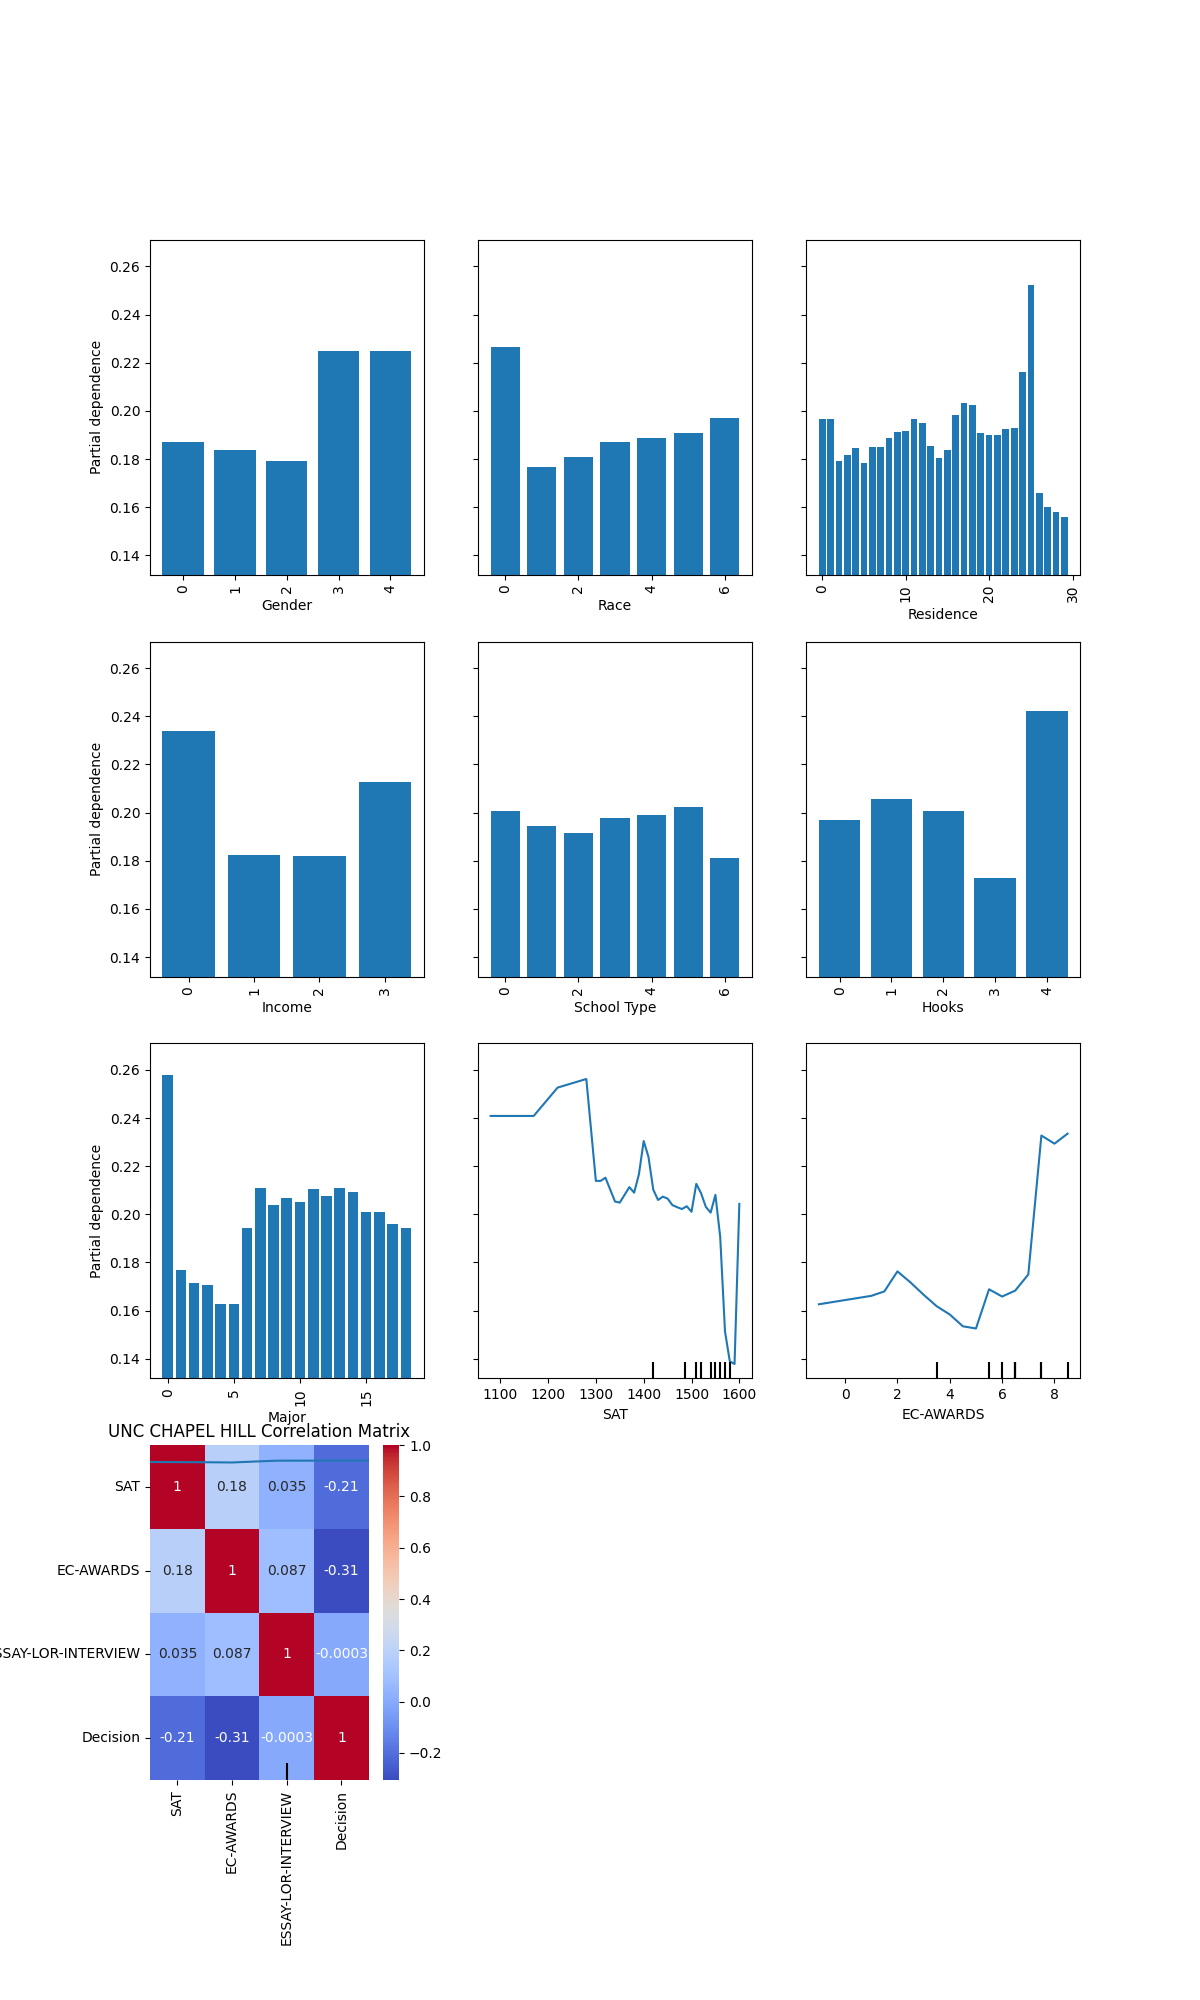 0.26
0.24
0.22
0.20
0.18
0.16
0.14
Partial dependence
0 1 2 3 4
Gender
0 2 4 6
Race
0 10 20 30
Residence
0.26
0.24
0.22
0.20
0.18
0.16
0.14
Partial dependence
0 1 2 3
Income
0 2 4 6
School Type
0 1 2 3 4
Hooks
0.26
0.24
0.22
0.20
0.18
0.16
0.14
Partial dependence
0 5 10 15
Major
1100 1200 1300 1400 1500 1600
SAT
0 2 4 6 8
EC-AWARDS
UNC CHAPEL HILL Correlation Matrix
SAT 1 0.18 0.035 -0.21
EC-AWARDS 0.18 1 0.087 -0.31
SSAY-LOR-INTERVIEW 0.035 0.087 1 -0.0003
Decision -0.21 -0.31 -0.0003 1
SAT
EC-AWARDS
ESSAY-LOR-INTERVIEW
Decision
1.0
0.8
0.6
0.4
0.2
0.0
−0.2